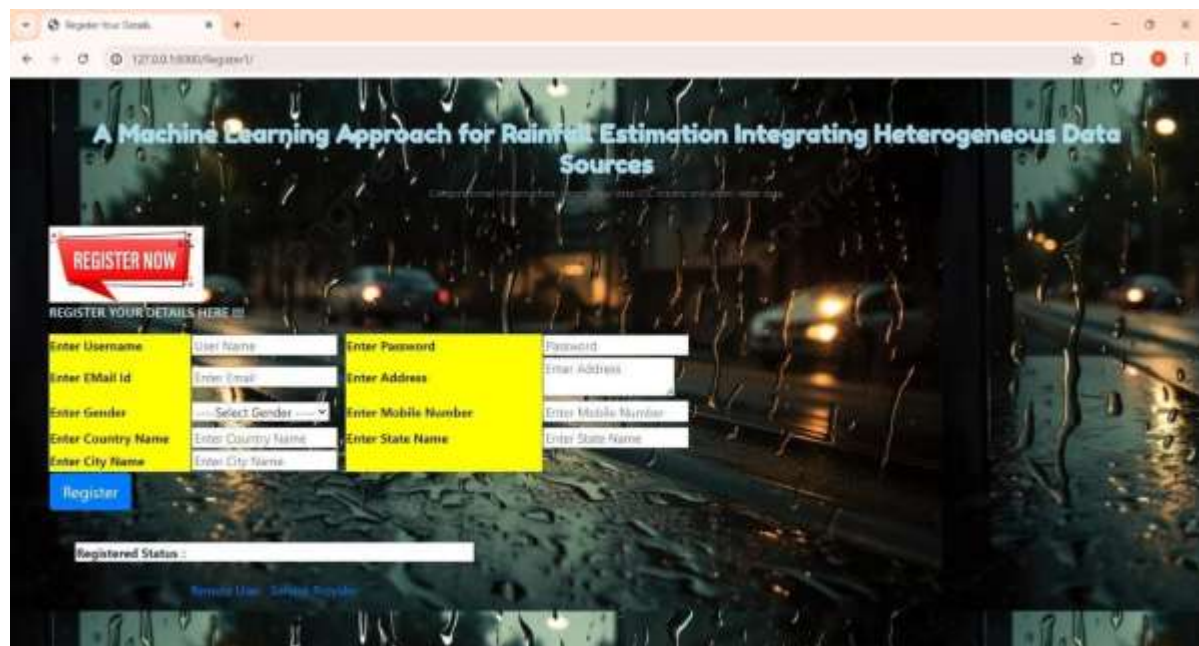 Register Your Details
127.0.0.1:8000/Register1/
A Machine Learning Approach for Rainfall Estimation Integrating Heterogeneous Data
Sources
REGISTER NOW
REGISTER YOUR DETAILS HERE !!!
Enter Username User Name Enter Password Password
Enter EMail Id Enter Email Enter Address Enter Address
Enter Gender ----Select Gender ---- Enter Mobile Number Enter Mobile Number
Enter Country Name Enter Country Name Enter State Name Enter State Name
Enter City Name Enter City Name
Register
Registered Status :
Remote User Service Provider